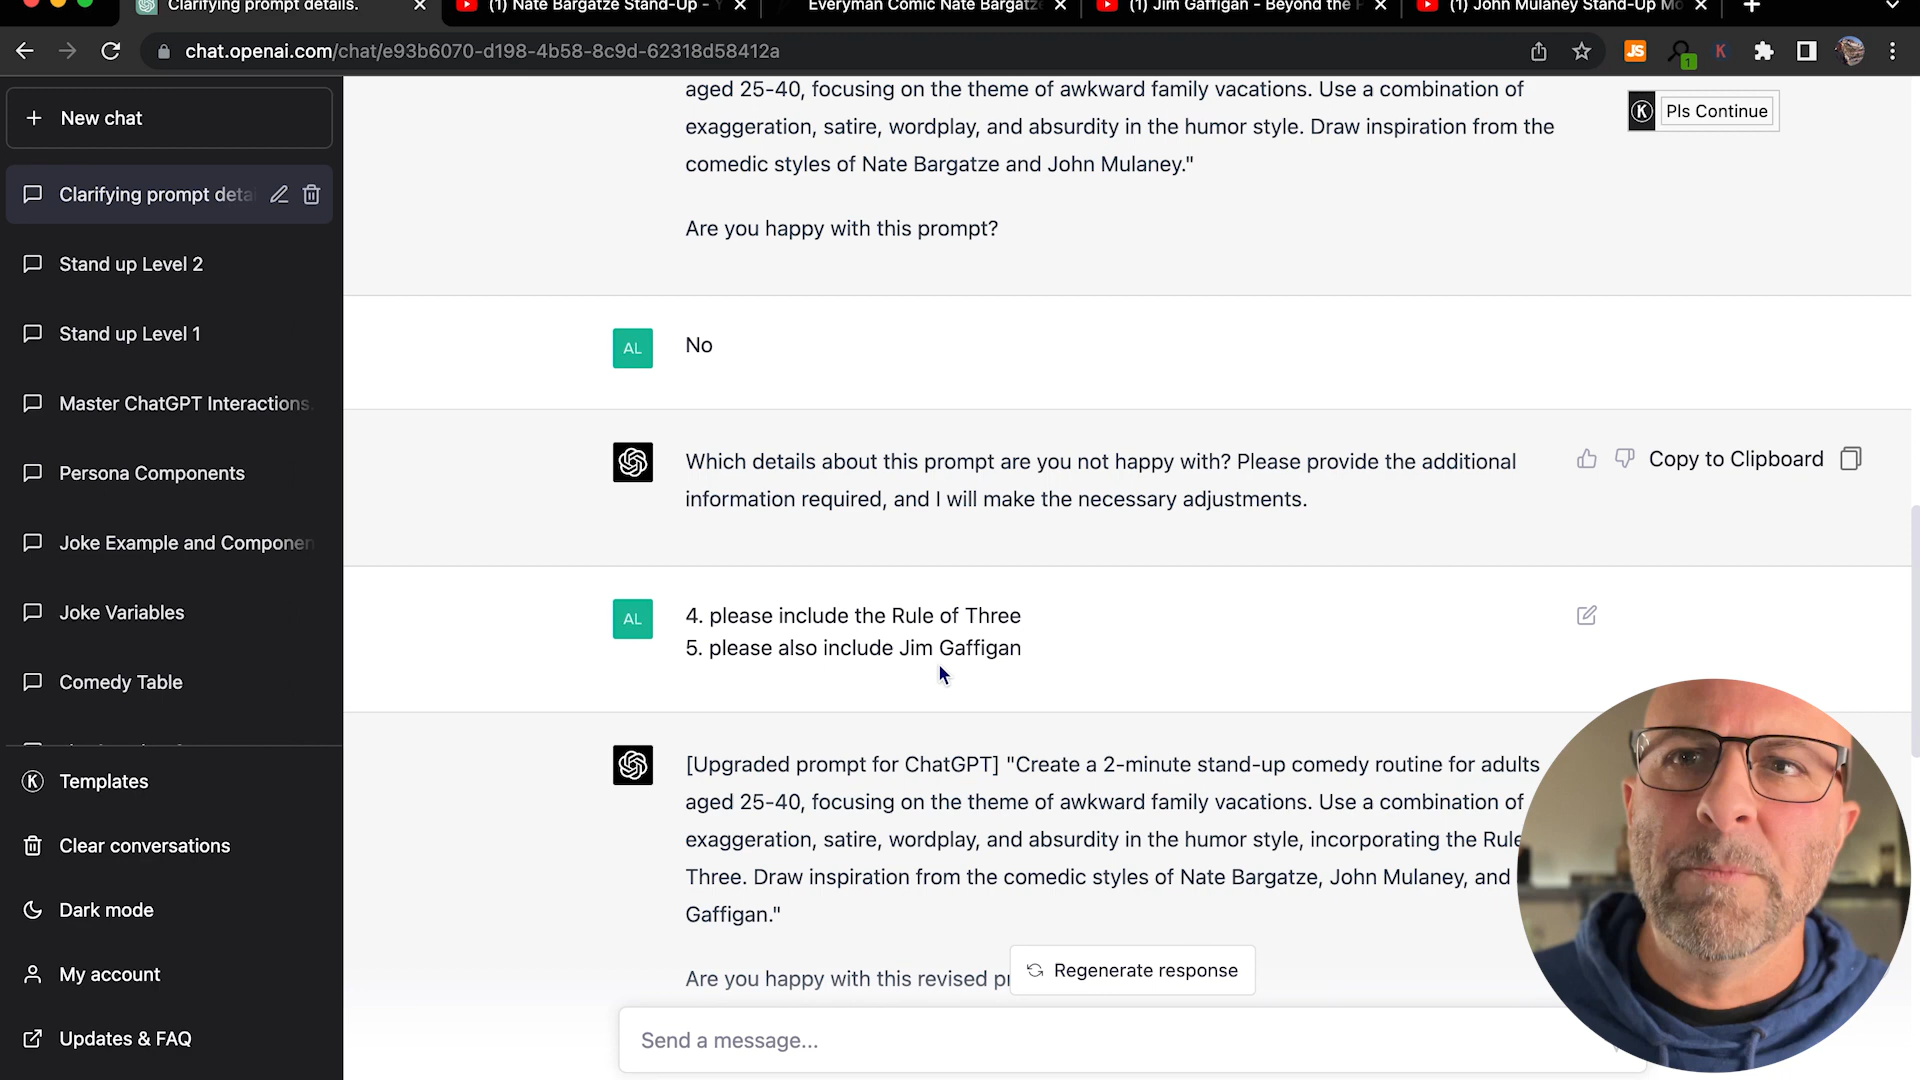 Clarifying prompt details.
(1) Nate Bargatze Stand-Up -
Everyman Comic Nate Bargatze
(1) Jim Gaffigan - Beyond the
(1) John Mulaney Stand-Up
chat.openai.com/chat/e93b6070-d198-4b58-8c9d-62318d58412a
JS
1
K
New chat
Clarifying prompt deta
Stand up Level 2
Stand up Level 1
Master ChatGPT Interactions.
Persona Components
Joke Example and Componen
Joke Variables
Comedy Table
Templates
Clear conversations
Dark mode
My account
Updates & FAQ
aged 25-40, focusing on the theme of awkward family vacations. Use a combination of
exaggeration, satire, wordplay, and absurdity in the humor style. Draw inspiration from the
comedic styles of Nate Bargatze and John Mulaney."
Are you happy with this prompt?
K Pls Continue
AL
No
Which details about this prompt are you not happy with? Please provide the additional
information required, and I will make the necessary adjustments.
Copy to Clipboard
AL
4. please include the Rule of Three
5. please also include Jim Gaffigan
[Upgraded prompt for ChatGPT] "Create a 2-minute stand-up comedy routine for adults
aged 25-40, focusing on the theme of awkward family vacations. Use a combination of
exaggeration, satire, wordplay, and absurdity in the humor style, incorporating the Rule
Three. Draw inspiration from the comedic styles of Nate Bargatze, John Mulaney, and
Gaffigan."
Are you happy with this revised
Regenerate response
Send a message...